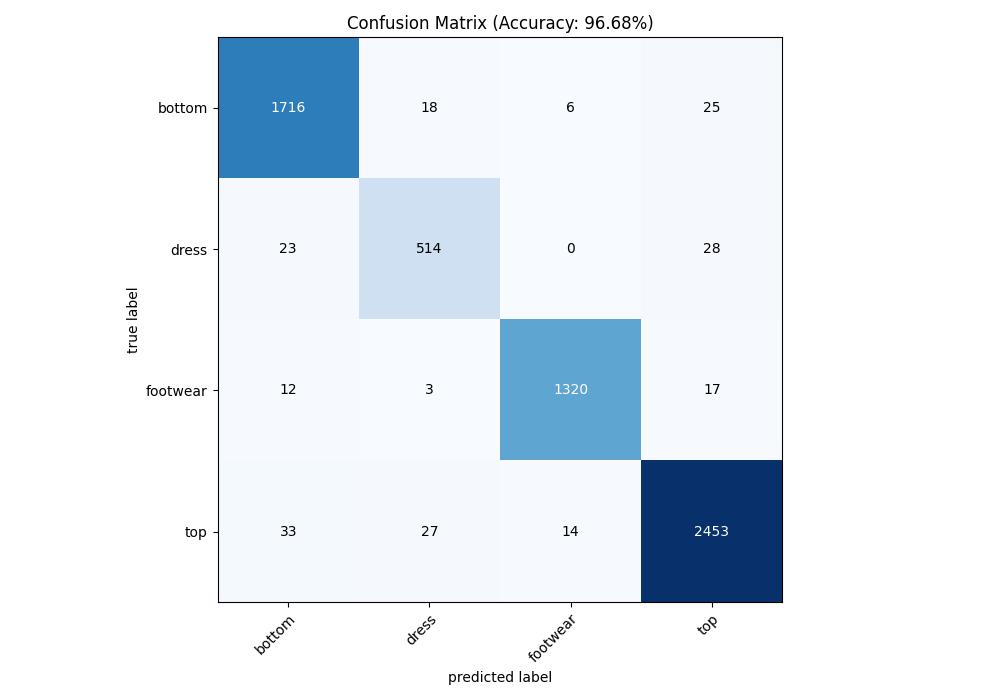 Confusion Matrix (Accuracy: 96.68%)
bottom 1716 18 6 25
dress 23 514 0 28
true label
footwear 12 3 1320 17
top 33 27 14 2453
bottom dress footwear top
predicted label